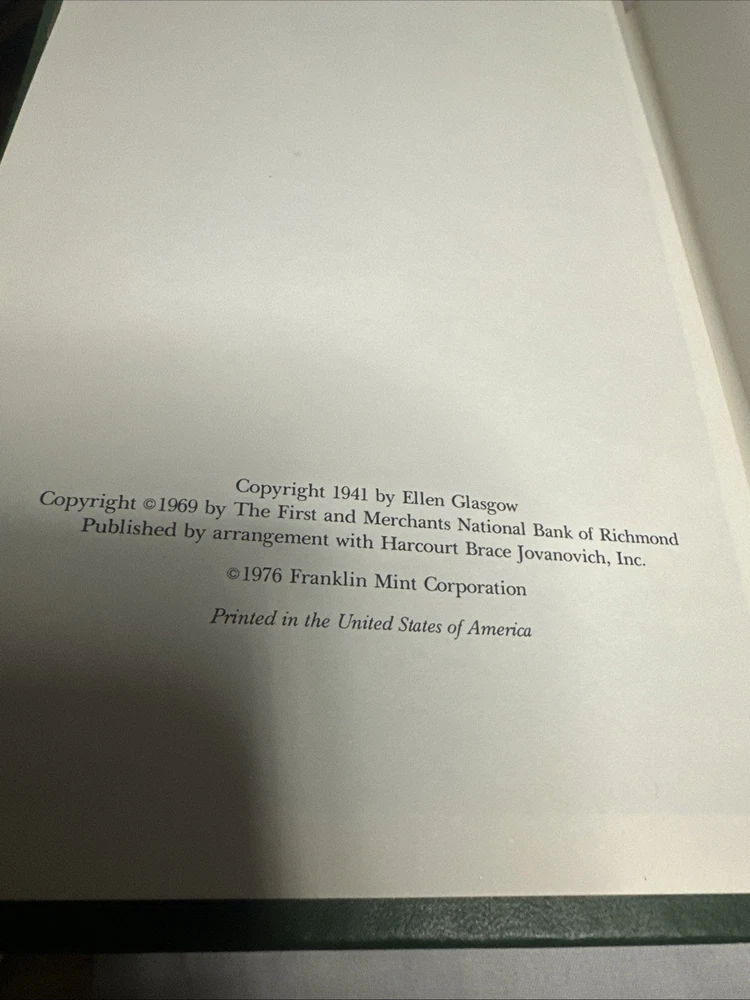 Copyright 1941 by Ellen Glasgow
Copyright ©1969 by The First and Merchants National Bank of Richmond
Published by arrangement with Harcourt Brace Jovanovich, Inc.
©1976 Franklin Mint Corporation
Printed in the United States of America